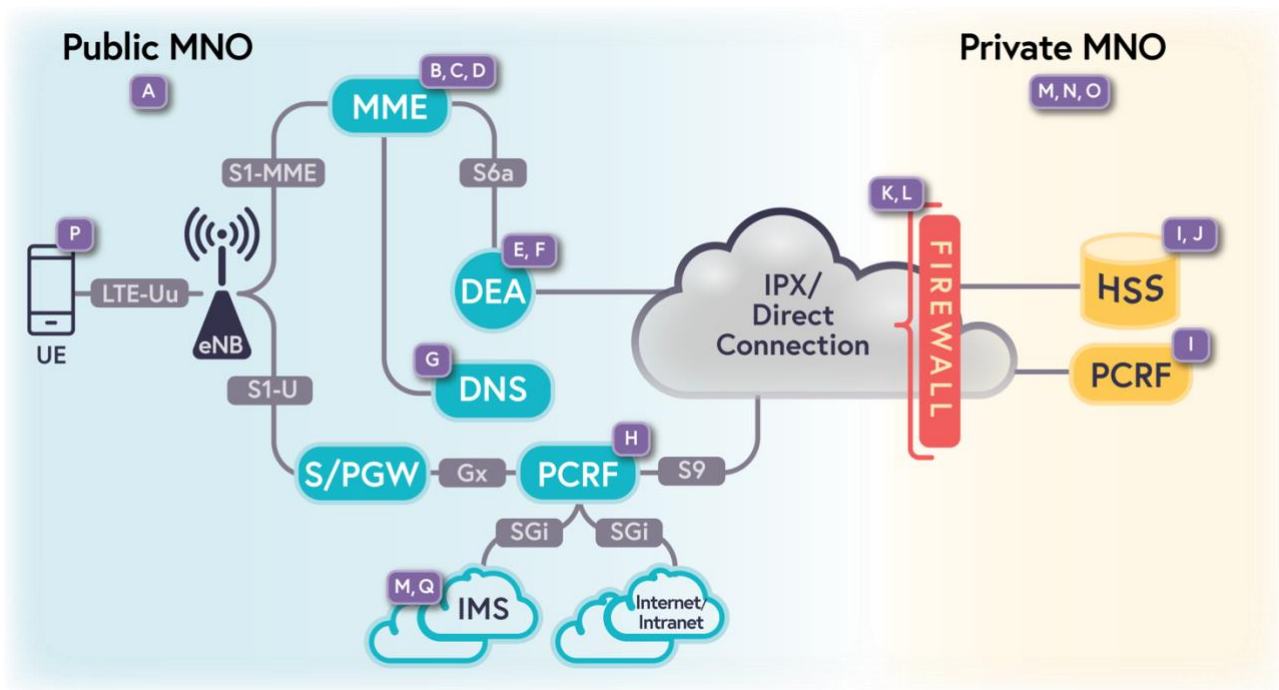 Public MNO
A
Private MNO
M, N, O
B, C, D
MME
S1-MME
S6a
K, L
P
E, F
I, J
LTE-Uu
DEA
IPX/
Direct
Connection
FIREWALL
HSS
UE
eNB
G
I
S1-U
DNS
PCRF
H
S/PGW
Gx
PCRF
S9
SGi
SGi
M, Q
IMS
Internet/
Intranet